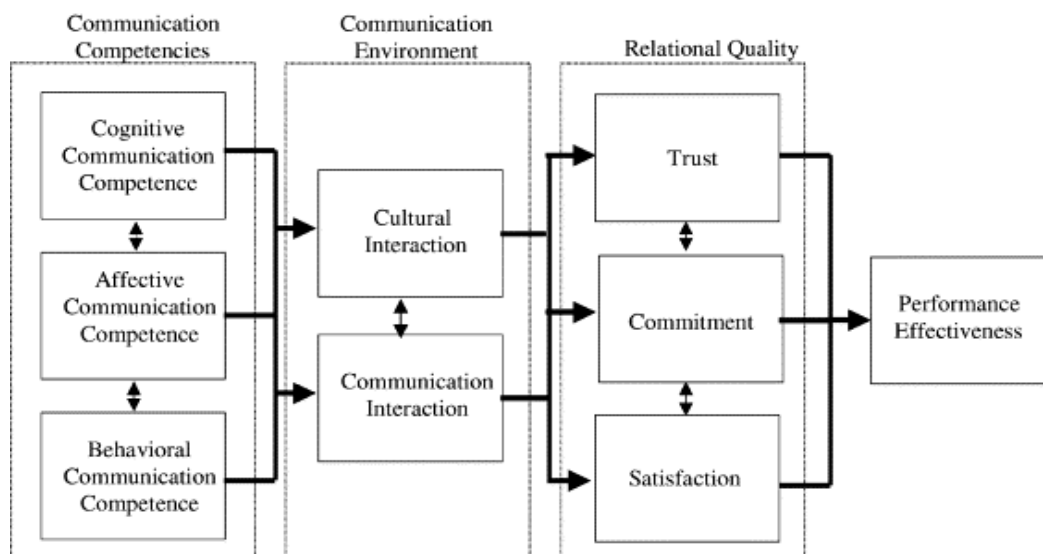 Communication
Competencies
Cognitive
Communication
Competence
Affective
Communication
Competence
Behavioral
Communication
Competence
Communication
Environment
Cultural
Interaction
Communication
Interaction
Relational Quality
Trust
Commitment
Satisfaction
Performance
Effectiveness